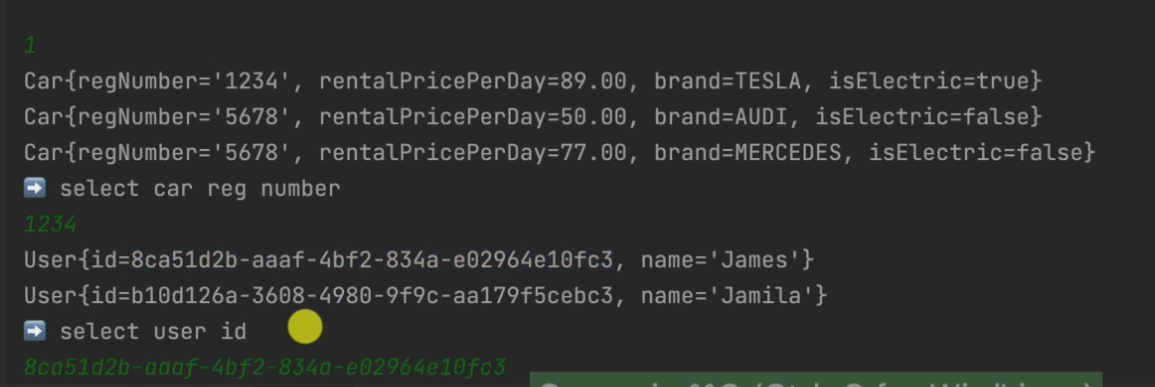 1
Car{regNumber='1234', rentalPricePerDay=89.00, brand=TESLA, isElectric=true}
Car{regNumber='5678', rentalPricePerDay=50.00, brand=AUDI, isElectric=false}
Car{regNumber='5678', rentalPricePerDay=77.00, brand=MERCEDES, isElectric=false}
➡ select car reg number
1234
User{id=8ca51d2b-aaaf-4bf2-834a-e02964e10fc3, name='James'}
User{id=b10d126a-3608-4980-9f9c-aa179f5cebc3, name='Jamila'}
➡ select user id
8ca51d2b-aaaf-4bf2-834a-e02964e10fc3